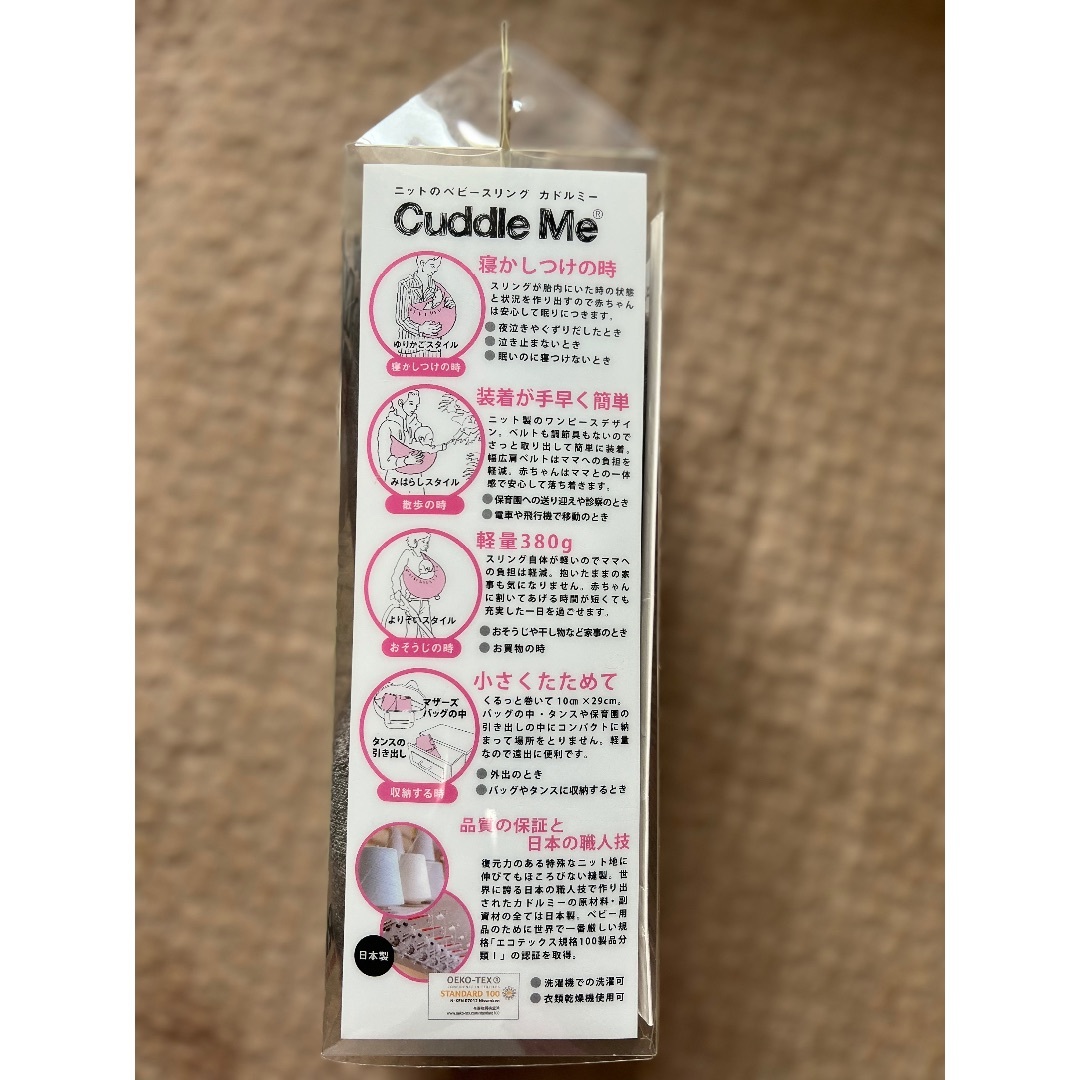 ニットのベビースリング カドルミー
Cuddle Me®
寝かしつけの時
スリングが胎内にいた時の状態
と状況を作り出すので赤ちゃん
は安心して眠りにつきます。
●夜泣きやぐずりだしたとき
●泣き止まないとき
●眠いのに寝つけないとき
ゆりかごスタイル
寝かしつけの時
装着が手早く簡単
ニット製のワンピースデザイ
ン。ベルトも調節具もないので
さっと取り出して簡単に装着。
幅広肩ベルトはママへの負担を
軽減。赤ちゃんはママとの一体
感で安心して落ち着きます。
●保育園への送り迎えや診察のとき
●電車や飛行機で移動のとき
みはらしスタイル
散歩の時
軽量380g
スリング自体が軽いのでママへ
の負担は軽減。抱いたままの家
事も気になりません。赤ちゃん
に割いてあげる時間が短くても
充実した一日を過ごせます。
●おそうじや干し物など家事のとき
●お買物の時
よりそいスタイル
おそうじの時
小さくたためて
くるっと巻いて10㎝×29cm。
バッグの中・タンスや保育園の
引き出しの中にコンパクトに納
まって場所をとりません。軽量
なので遠出に便利です。
●外出のとき
●バッグやタンスに収納するとき
マザーズ
バッグの中
タンスの
引き出し
収納する時
品質の保証と
日本の職人技
復元力のある特殊なニット地に
伸びてもほころびない縫製。世
界に誇る日本の職人技で作り出
されたカドルミーの原材料・副
資材の全ては日本製。ベビー用
品のために世界で一番厳しい規
格「エコテックス規格100製品分
類Ⅰ」の認証を取得。
日本製
OEKO-TEX®
STANDARD 100
●洗濯機での洗濯可
●衣類乾燥機使用可